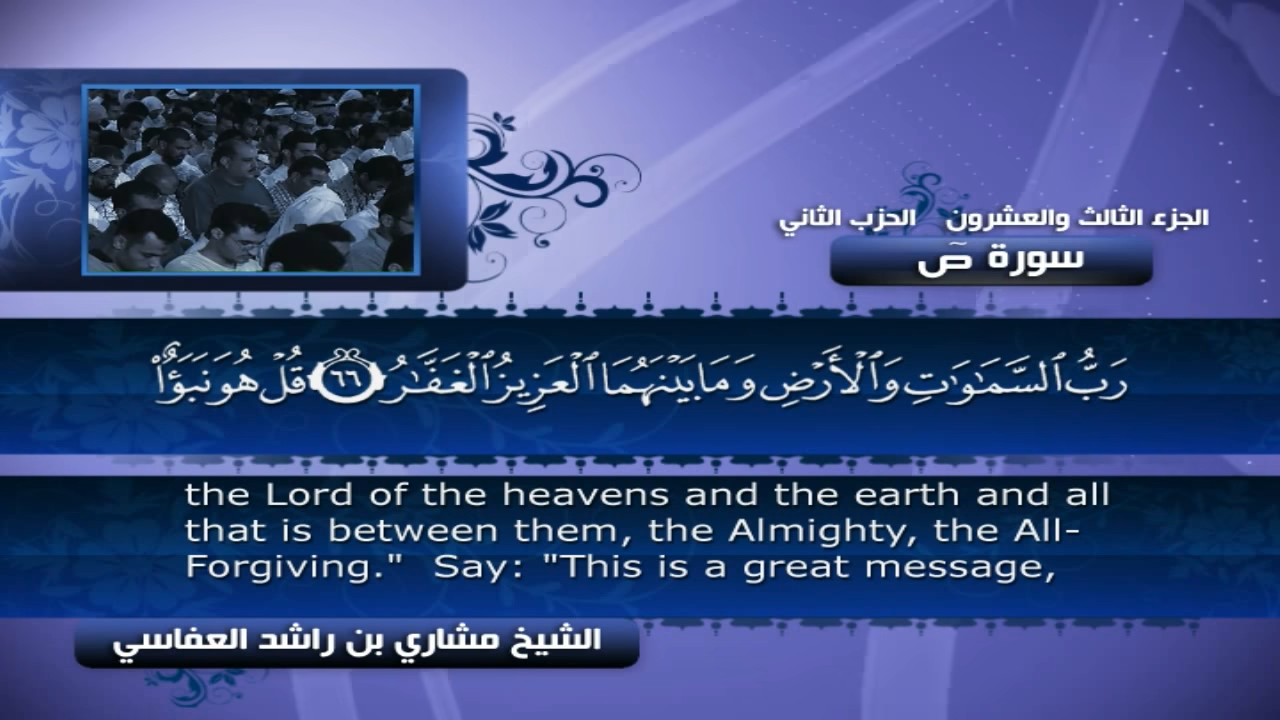 الجزء الثالث والعشرون الحزب الثاني
سورة صٓ
رَبُّ ٱلسَّمَٰوَٰتِ وَٱلْأَرْضِ وَمَا بَيْنَهُمَا ٱلْعَزِيزُ ٱلْغَفَّٰرُ ٦٦ قُلْ هُوَ نَبَؤٌا۟
the Lord of the heavens and the earth and all
that is between them, the Almighty, the All-
Forgiving." Say: "This is a great message,
الشيخ مشاري بن راشد العفاسي